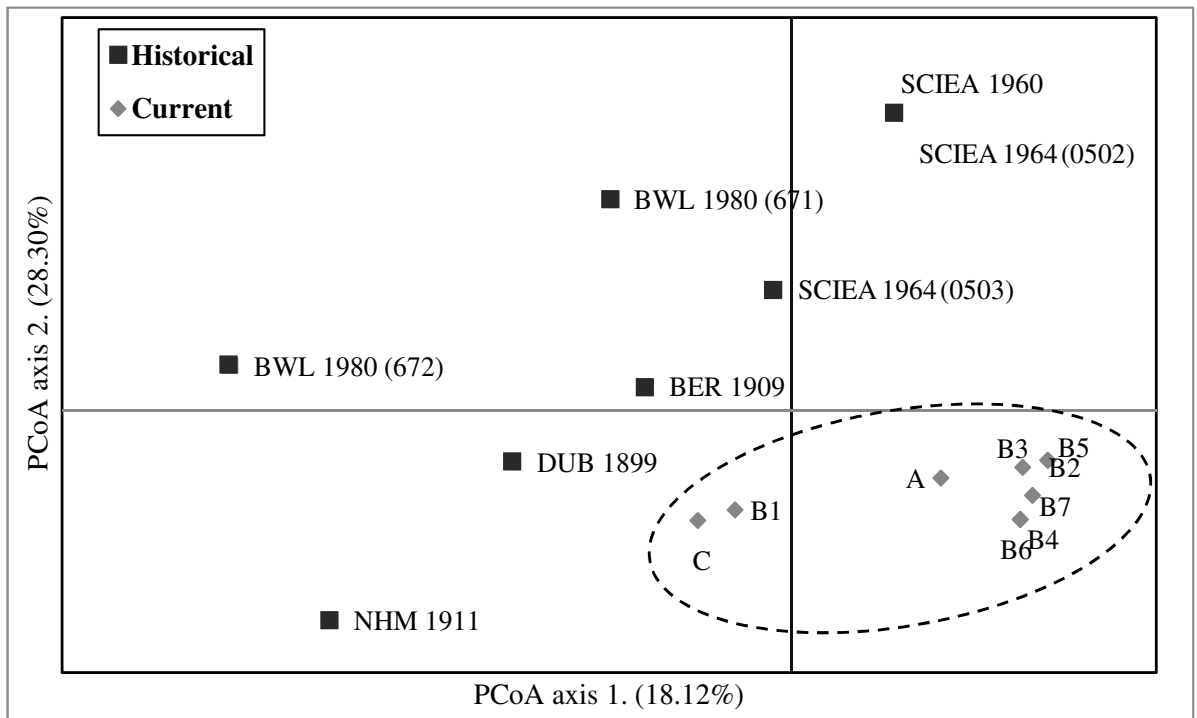 Historical
Current
SCIEA 1960
SCIEA 1964 (0502)
BWL 1980 (671)
SCIEA 1964 (0503)
BWL 1980 (672)
BER 1909
DUB 1899
B3
B5
B2
A
B7
B1
B6
B4
C
NHM 1911
PCoA axis 2. (28.30%)
PCoA axis 1. (18.12%)